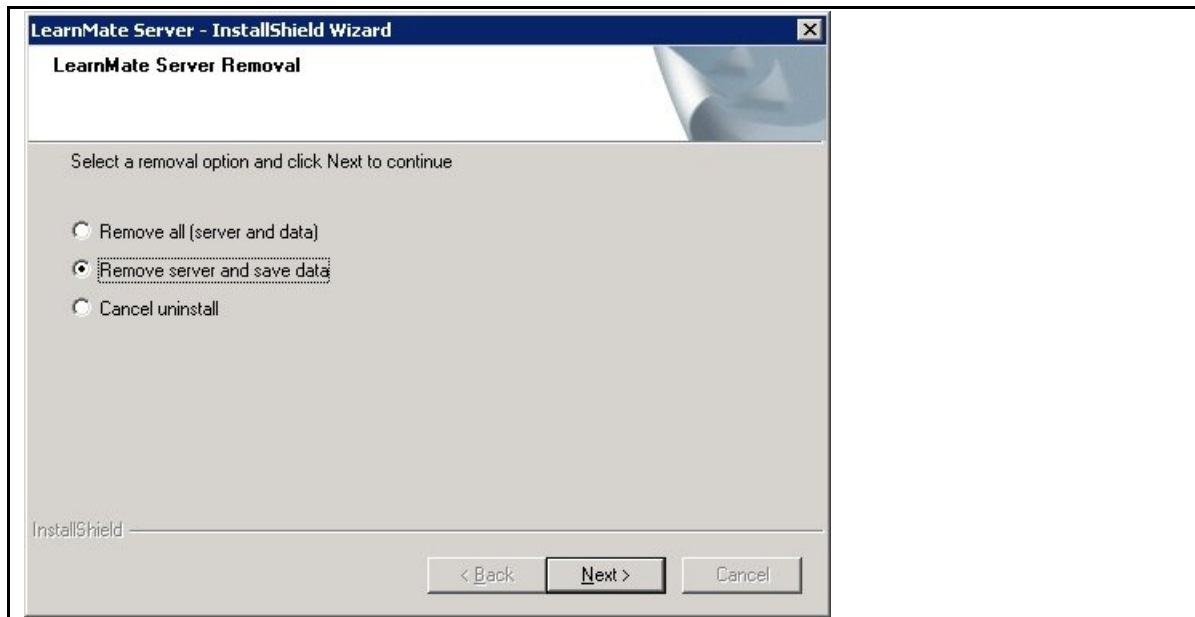 LearnMate Server - InstallShield Wizard
LearnMate Server Removal
Select a removal option and click Next to continue
Remove all (server and data)
Remove server and save data
Cancel uninstall
InstallShield
< Back Next > Cancel